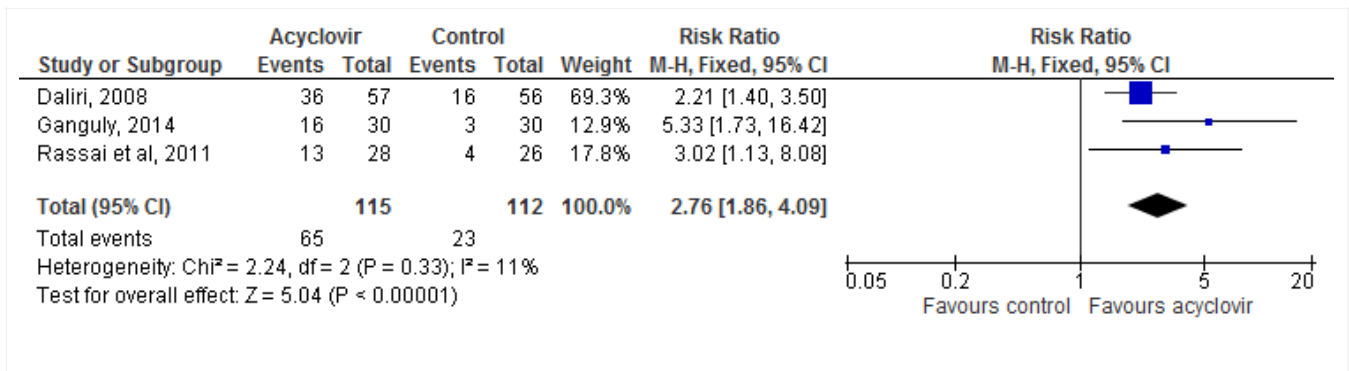 Acyclovir Control Risk Ratio Risk Ratio
Study or Subgroup Events Total Events Total Weight M-H, Fixed, 95% CI M-H, Fixed, 95% CI
Daliri, 2008 36 57 16 56 69.3% 2.21 [1.40, 3.50]
Ganguly, 2014 16 30 3 30 12.9% 5.33 [1.73, 16.42]
Rassai et al, 2011 13 28 4 26 17.8% 3.02 [1.13, 8.08]
Total (95% CI) 115 112 100.0% 2.76 [1.86, 4.09]
Total events 65 23
Heterogeneity: Chi² = 2.24, df = 2 (P = 0.33); I² = 11%
Test for overall effect: Z = 5.04 (P < 0.00001)
0.05 0.2 1 5 20
Favours control Favours acyclovir